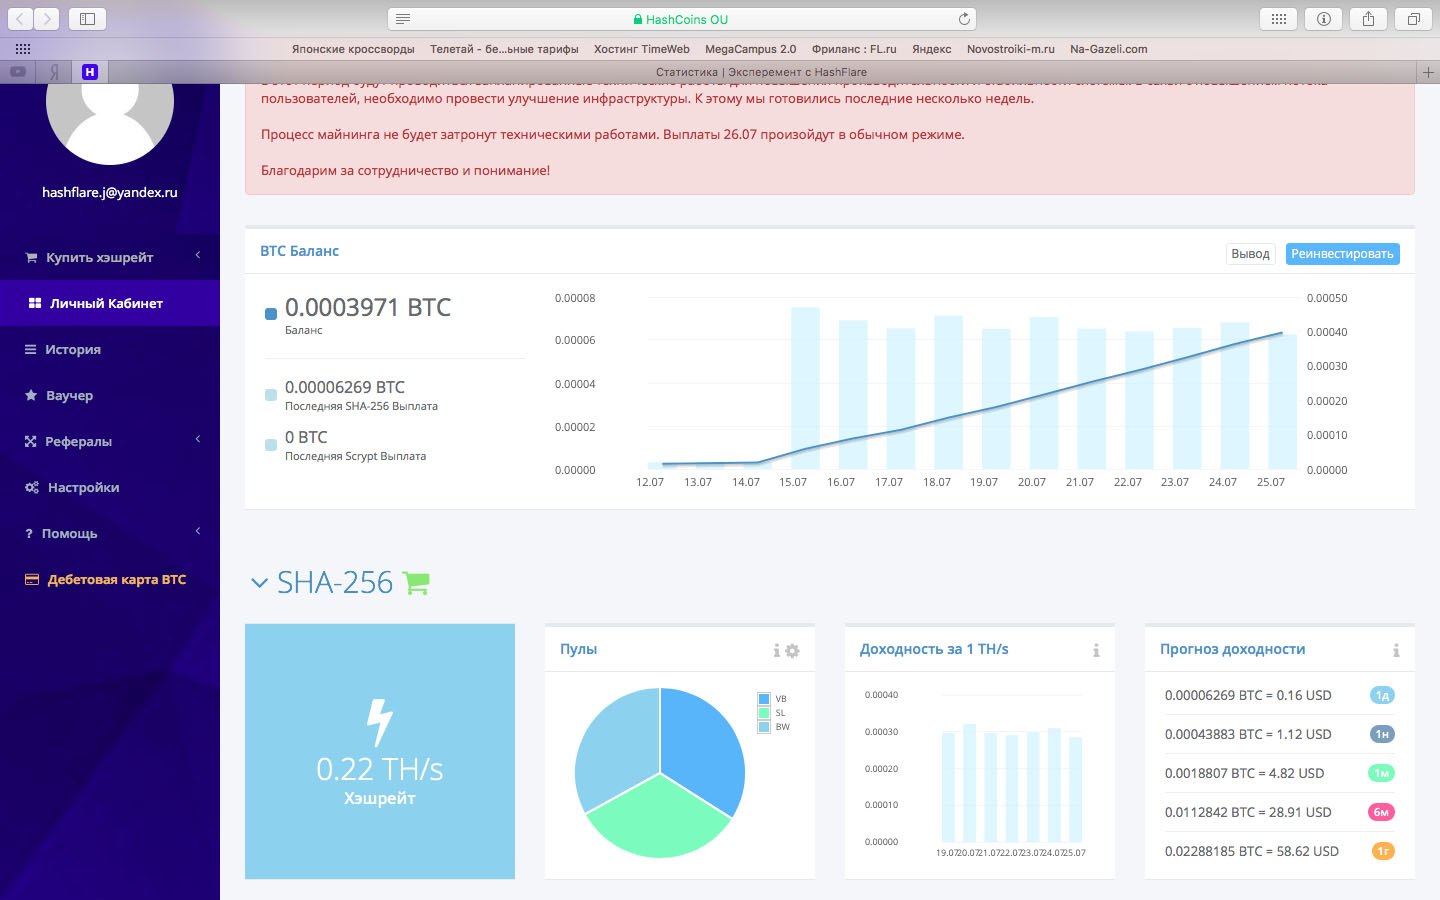 HashCoins OU
Японские кроссворды Телетай - бе...ьные тарифы Хостинг TimeWeb MegaCampus 2.0 Фриланс : FL.ru Яндекс Novostroiki-m.ru Na-Gazeli.com
Я
H
Статистика | Эксперемент с HashFlare
пользователей, необходимо провести улучшение инфраструктуры. К этому мы готовились последние несколько недель.
Процесс майнинга не будет затронут техническими работами. Выплаты 26.07 произойдут в обычном режиме.
Благодарим за сотрудничество и понимание!
hashflare.j@yandex.ru
Купить хэшрейт
Личный Кабинет
История
Ваучер
Рефералы
Настройки
? Помощь
Дебетовая карта BTC
BTC Баланс
Вывод Реинвестировать
0.0003971 BTC
Баланс
0.00006269 BTC
Последняя SHA-256 Выплата
0 BTC
Последняя Scrypt Выплата
0.00008
0.00006
0.00004
0.00002
0.00000
0.00050
0.00040
0.00030
0.00020
0.00010
0.00000
12.07 13.07 14.07 15.07 16.07 17.07 18.07 19.07 20.07 21.07 22.07 23.07 24.07 25.07
SHA-256
0.22 TH/s
Хэшрейт
Пулы
VB
SL
BW
Доходность за 1 TH/s
0.00040
0.00030
0.00020
0.00010
0.00000
19.07 20.07 21.07 22.07 23.07 24.07 25.07
Прогноз доходности
0.00006269 BTC = 0.16 USD 1д
0.00043883 BTC = 1.12 USD 1н
0.0018807 BTC = 4.82 USD 1м
0.0112842 BTC = 28.91 USD 6м
0.02288185 BTC = 58.62 USD 1г